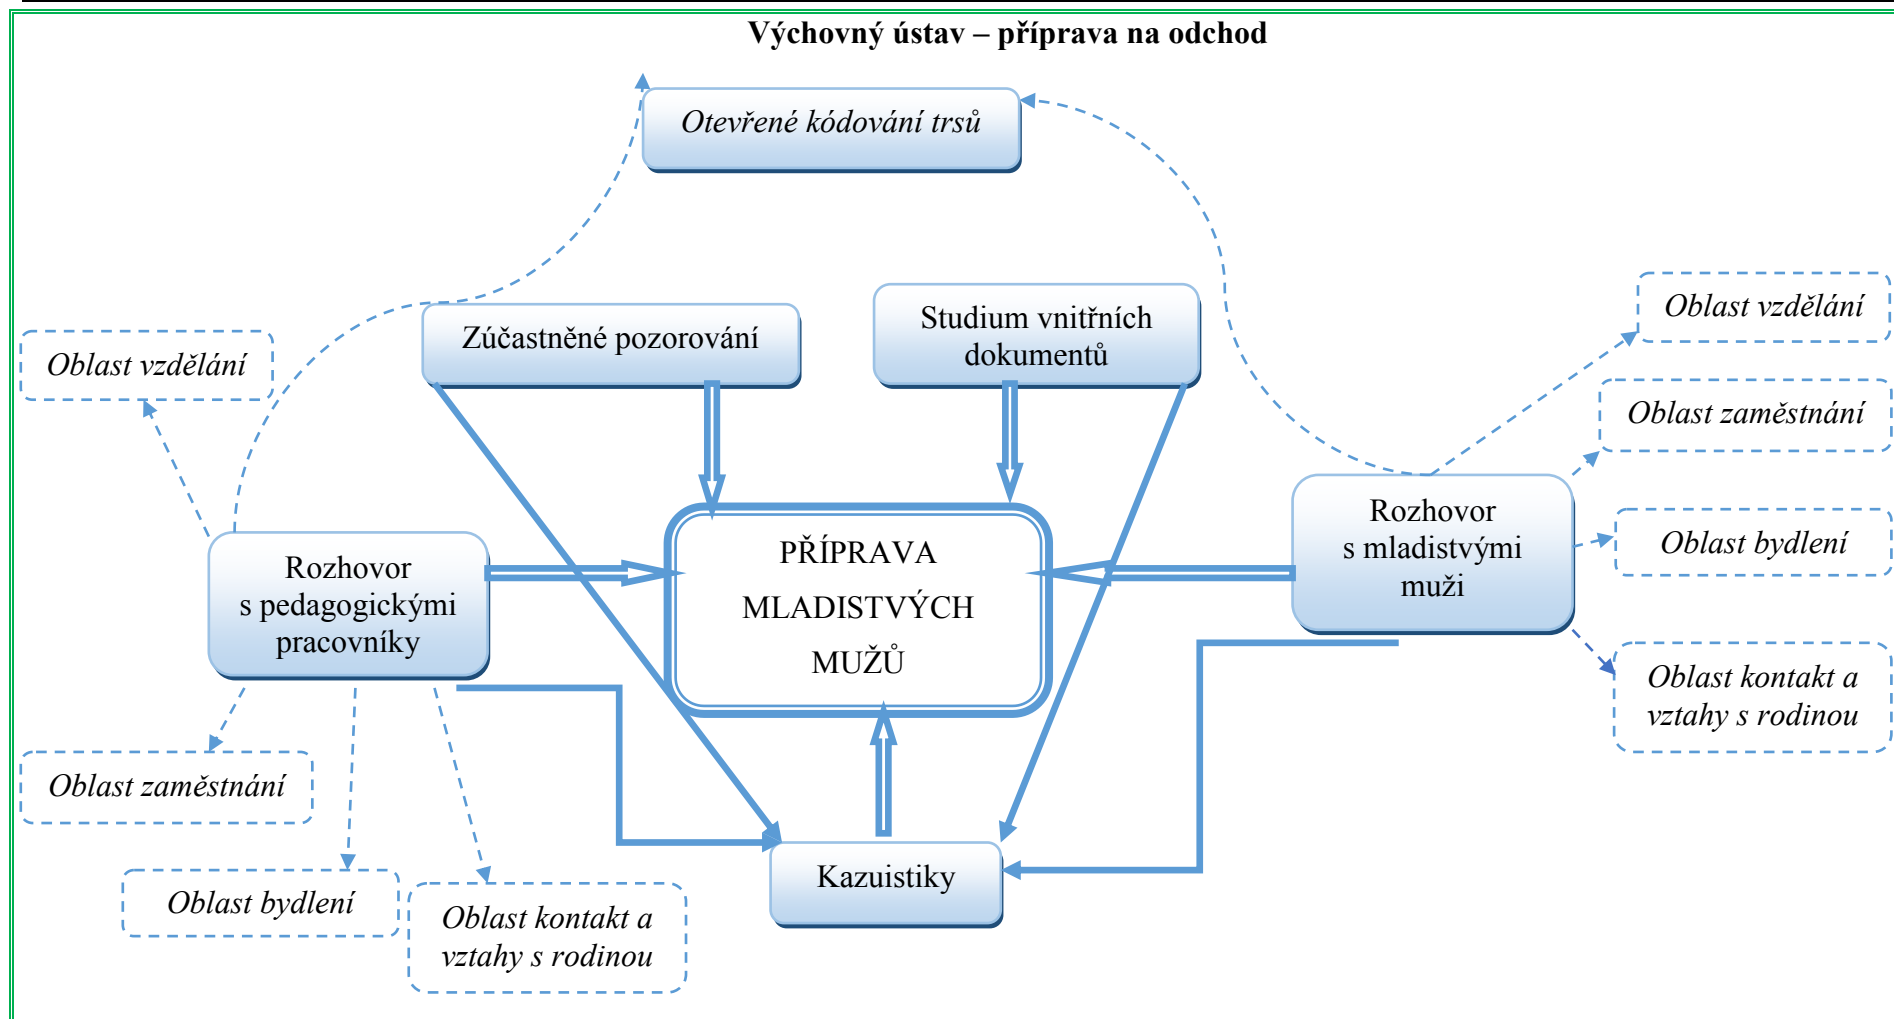 Výchovný ústav – příprava na odchod
Otevřené kódování trsů
Zúčastněné pozorování
Studium vnitřních
dokumentů
Oblast vzdělání
Oblast vzdělání
Oblast zaměstnání
Rozhovor
s mladistvými
muži
Oblast bydlení
Oblast kontakt a
vztahy s rodinou
PŘÍPRAVA
MLADISTVÝCH
MUŽŮ
Rozhovor
s pedagogickými
pracovníky
Oblast zaměstnání
Oblast bydlení
Oblast kontakt a
vztahy s rodinou
Kazuistiky